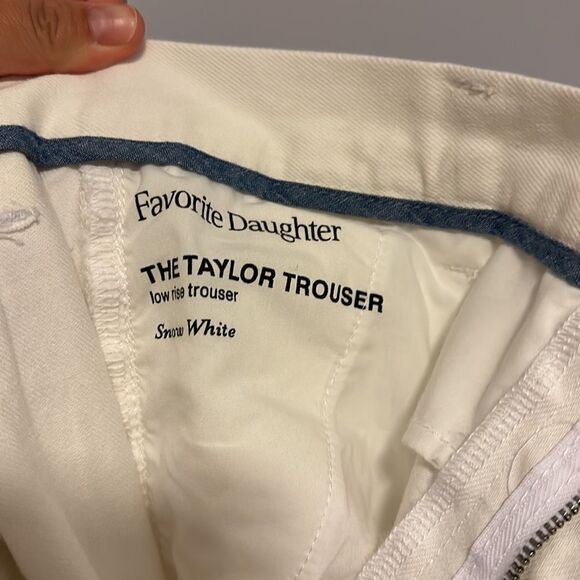 Favorite Daughter
THE TAYLOR TROUSER
low rise trouser
Snow White